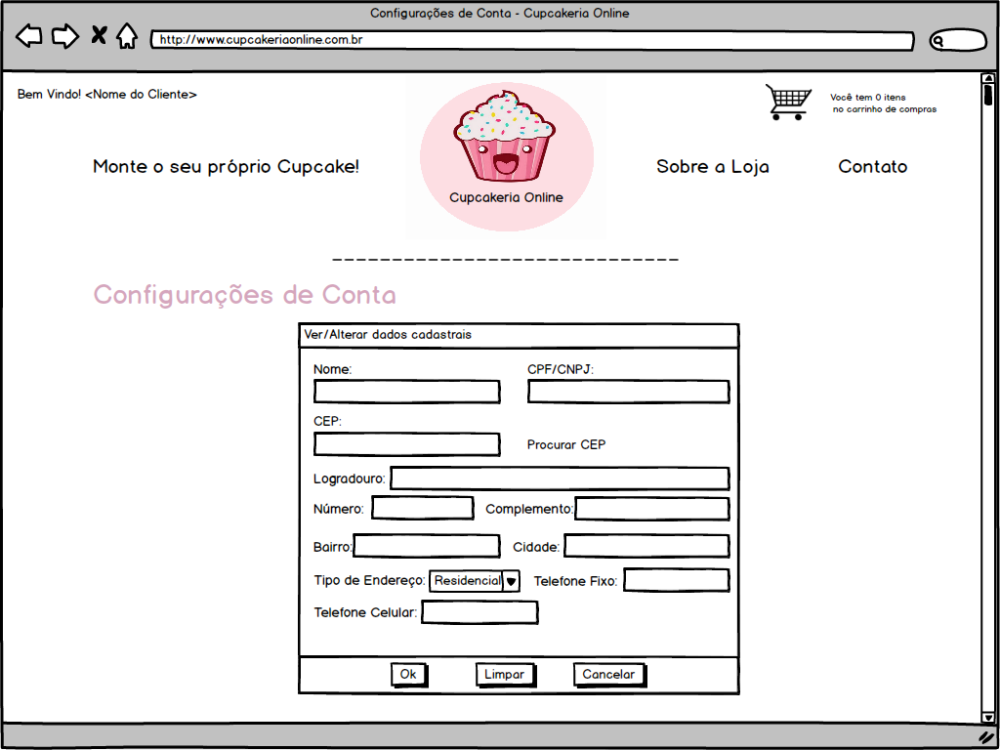 Configurações de Conta - Cupcakeria Online
http://www.cupcakeriaonline.com.br
Bem Vindo! <Nome do Cliente>
Você tem 0 itens
no carrinho de compras
Monte o seu próprio Cupcake!
Sobre a Loja
Contato
Cupcakeria Online
Configurações de Conta
Ver/Alterar dados cadastrais
Nome:
CPF/CNPJ:
CEP:
Procurar CEP
Logradouro:
Número:
Complemento:
Bairro:
Cidade:
Tipo de Endereço:
Residencial
Telefone Fixo:
Telefone Celular:
Ok
Limpar
Cancelar